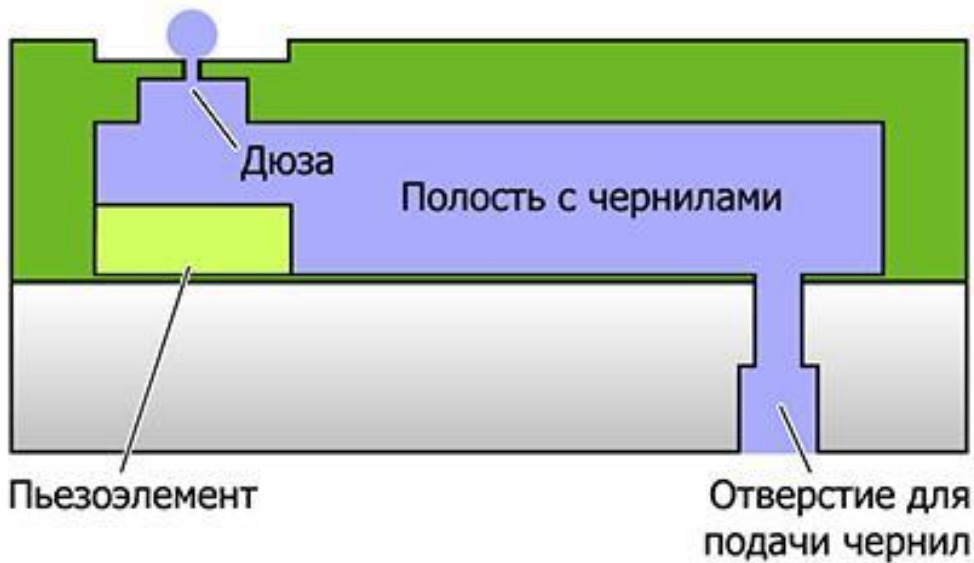 Дюза
Полость с чернилами
Пьезоэлемент
Отверстие для
подачи чернил